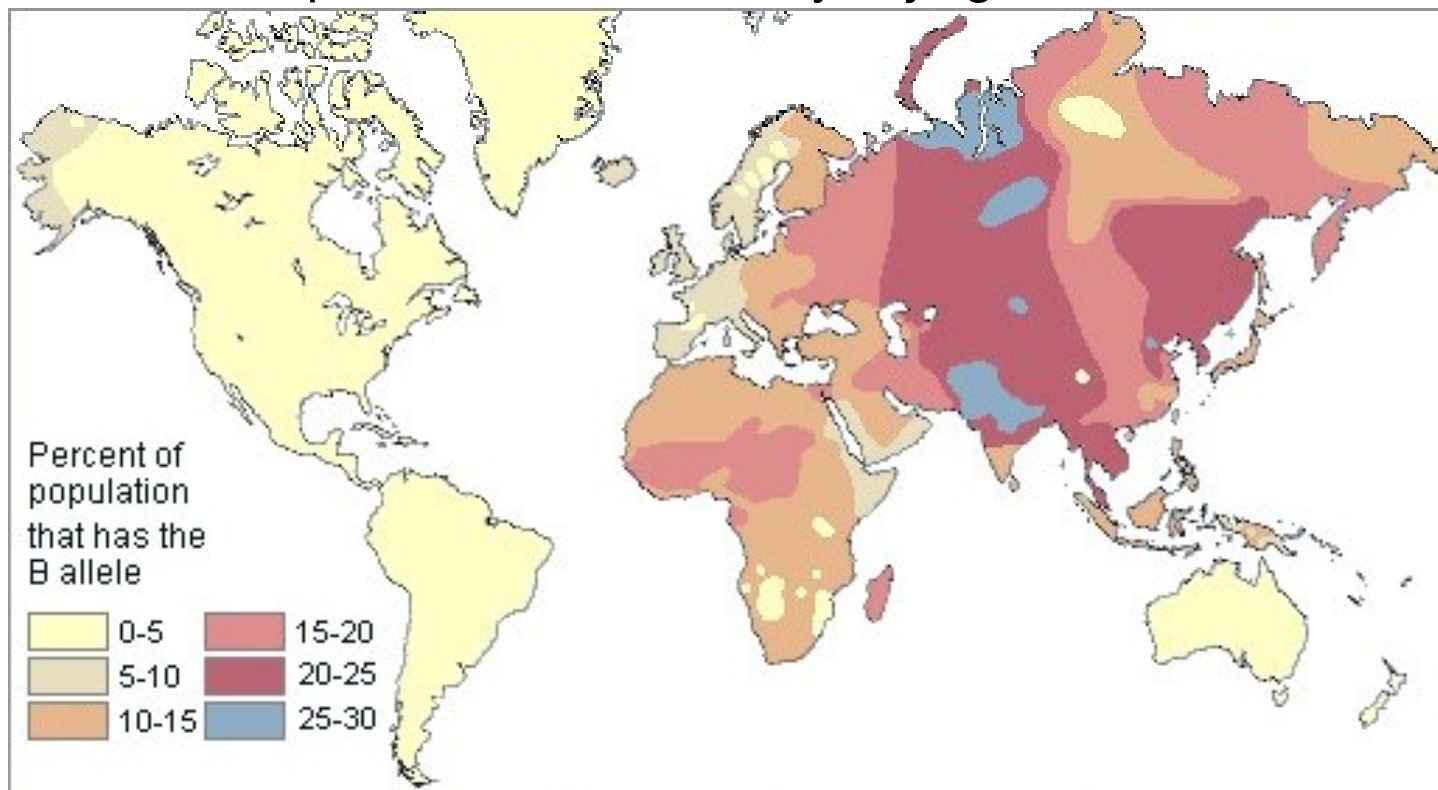 Percent of
population
that has the
B allele
0-5
15-20
5-10
20-25
10-15
25-30